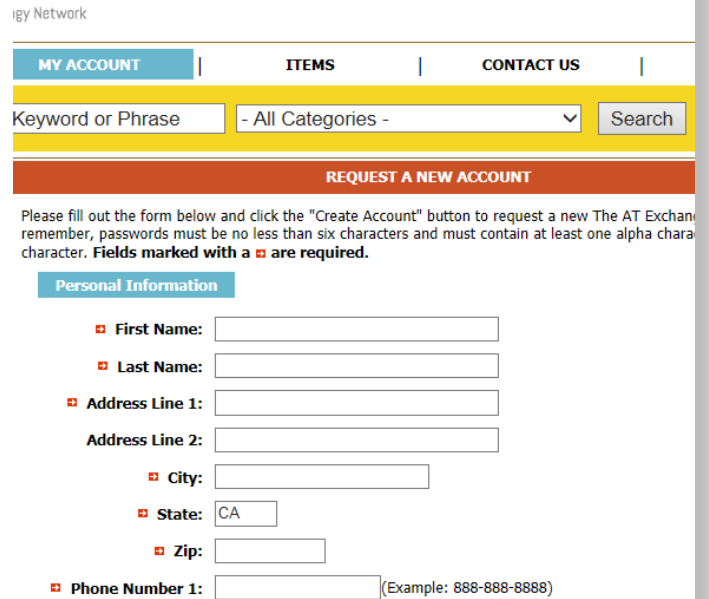 Network
MY ACCOUNT | ITEMS | CONTACT US |
Keyword or Phrase - All Categories - Search
REQUEST A NEW ACCOUNT
Please fill out the form below and click the "Create Account" button to request a new The AT
remember, passwords must be no less than six characters and must contain at least one alpha
character. Fields marked with a are required.
Personal Information
First Name:
Last Name:
Address Line 1:
Address Line 2:
City:
State: CA
Zip:
Phone Number 1: (Example: 888-888-8888)